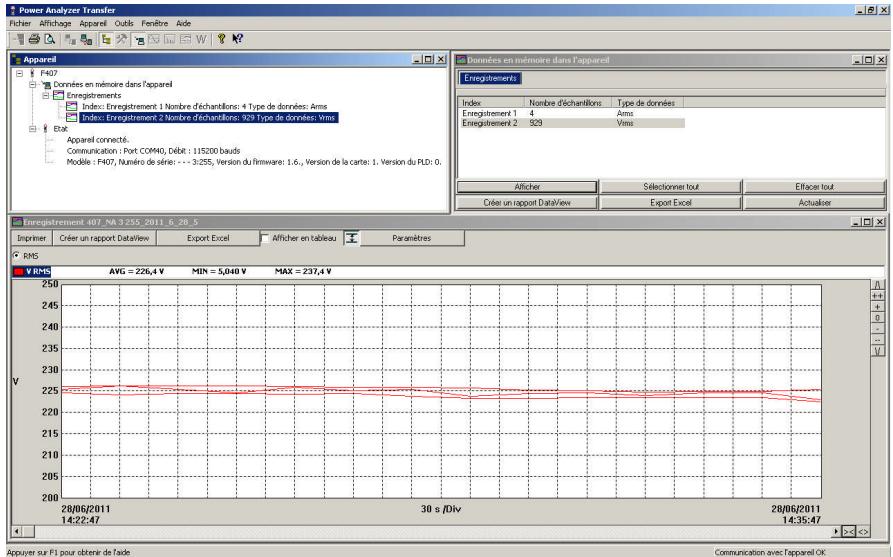 Power Analyzer Transfer
Fichier Affichage Appareil Outils Fenêtre Aide
Appareil
F407
Données en mémoire dans l'appareil
Enregistrements
Index: Enregistrement 1 Nombre d'échantillons: 4 Type de données: Arms
Index: Enregistrement 2 Nombre d'échantillons: 929 Type de données: Vrms
Etat
Appareil connecté.
Communication : Port COM40, Débit : 115200 bauds
Modèle : F407, Numéro de série: - - - 3:255, Version du firmware: 1.6., Version de la carte: 1. Version du PLD: 0.
Données en mémoire dans l'appareil
Enregistrements
Index Nombre d'échantillons Type de données
Enregistrement 1 4 Arms
Enregistrement 2 929 Vrms
Afficher Sélectionner tout Effacer tout
Créer un rapport DataView Export Excel Actualiser
Enregistrement 407_NA 3 255_2011_6_28_5
Imprimer Créer un rapport DataView Export Excel Afficher en tableau Paramètres
RMS
V RMS AVG = 226,4 V MIN = 5,040 V MAX = 237,4 V
250
245
240
235
230
V
225
220
215
210
205
200
28/06/2011 30 s /Div 28/06/2011
14:22:47 14:35:47
Appuyer sur F1 pour obtenir de l'aide Communication avec l'appareil OK